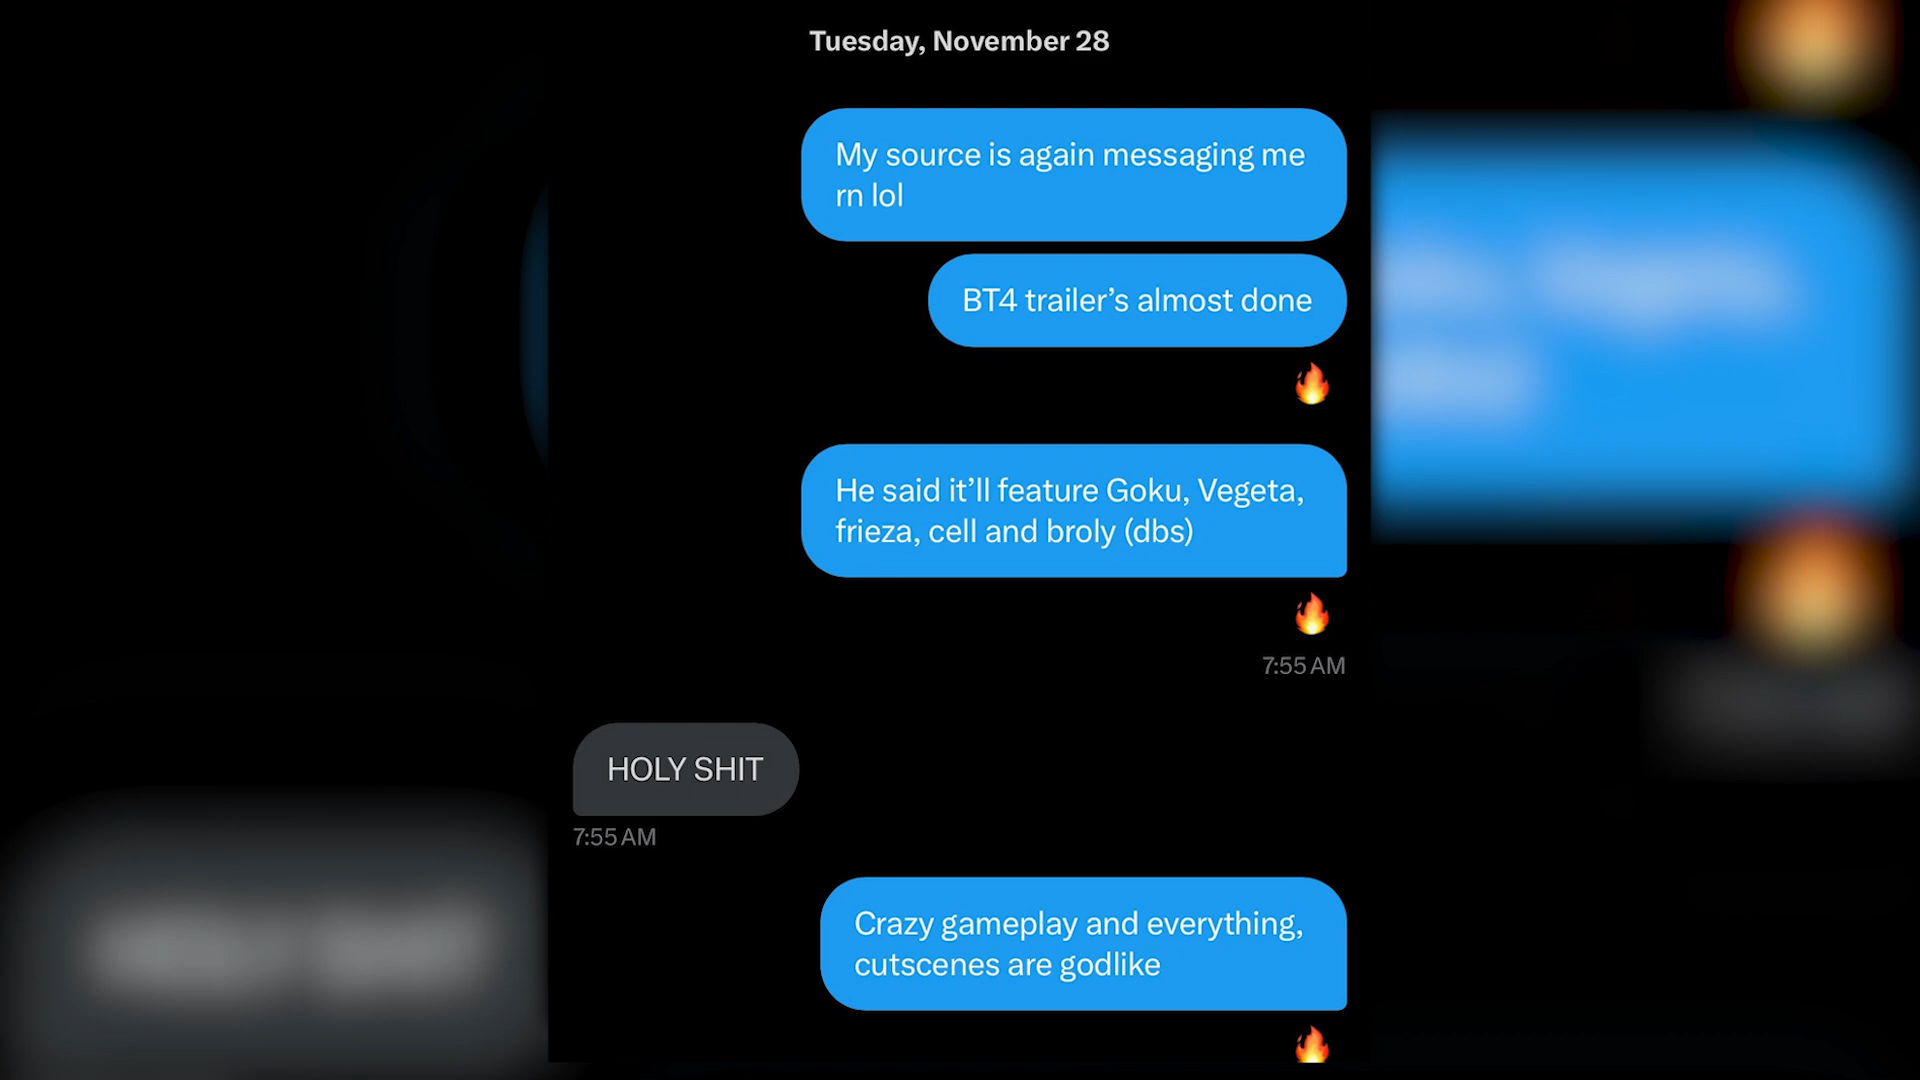 Tuesday, November 28
My source is again messaging me
rn lol
BT4 trailer’s almost done
🔥
He said it’ll feature Goku, Vegeta,
frieza, cell and broly (dbs)
🔥
7:55 AM
HOLY SHIT
7:55 AM
Crazy gameplay and everything,
cutscenes are godlike
🔥